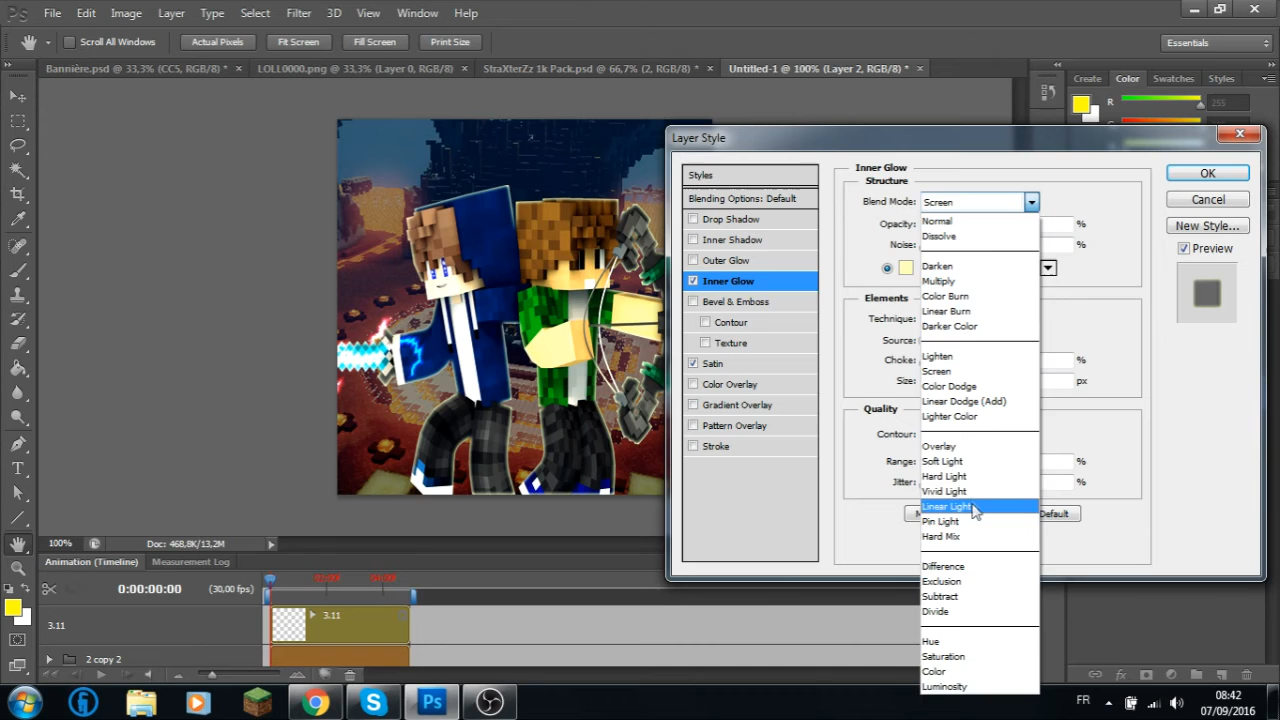 Ps File Edit Image Layer Type Select Filter 3D View Window Help
Scroll All Windows Actual Pixels Fit Screen Fill Screen Print Size Essentials
Bannière.psd @ 33,3% (CC5, RGB/8) * × LOLL0000.png @ 33,3% (Layer 0, RGB/8) × StraXterZz 1k Pack.psd @ 66,7% (2, RGB/8) * × Untitled-1 @ 100% (Layer 2, RGB/8) * ×
Create Color Swatches Styles
R 255
Layer Style
Styles
Blending Options: Default
Drop Shadow
Inner Shadow
Outer Glow
Inner Glow
Bevel & Emboss
Contour
Texture
Satin
Color Overlay
Gradient Overlay
Pattern Overlay
Stroke
Inner Glow
Structure
Blend Mode: Screen
Opacity: %
Noise: %
Elements
Technique:
Source:
Choke: %
Size: px
Quality
Contour:
Range: %
Jitter: %
Default
Normal
Dissolve
Darken
Multiply
Color Burn
Linear Burn
Darker Color
Lighten
Screen
Color Dodge
Linear Dodge (Add)
Lighter Color
Overlay
Soft Light
Hard Light
Vivid Light
Linear Light
Pin Light
Hard Mix
Difference
Exclusion
Subtract
Divide
Hue
Saturation
Color
Luminosity
OK
Cancel
New Style...
Preview
100% Doc: 468,8K/13,2M
Animation (Timeline) Measurement Log
0:00:00:00 (30,00 fps)
3.11 3.11
2 copy 2
Ps FR 08:42
07/09/2016